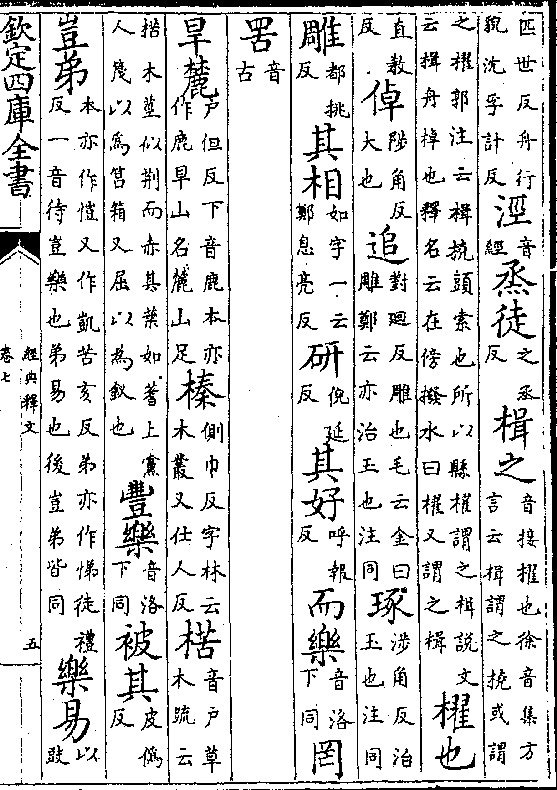 匹世反舟行貌沈孚計反涇音經烝徒之丞反楫之音接櫂也徐音集方言云楫謂之橈或謂
之櫂郭注云楫橈頭索也所以縣櫂謂之楫說文云楫舟棹也釋名云在傍撥水曰櫂又謂之楫櫂也
直教反倬陟角反大也追對迴反雕也毛云金曰雕鄭云亦治玉也注同琢涉角反治玉也注同
雕都挑反其相如字一云鄭息亮反研倪延反其好呼報反而樂音洛下同罔
罟音古
旱麓户但反下音鹿本亦作鹿旱山名麓山足榛側巾反字林云木叢又仕人反楛音户草木疏云
楛木莖似荆而赤其葉如蓍上黨人篾以爲筥箱又屈以為釵也豐樂音洛下同被其皮僞反
豈弟本亦作愷又作凱苦亥反弟亦作悌徒禮反一音待豈樂也弟易也後豈弟皆同樂易以豉
欽定四庫全書
經典釋文
卷七
五